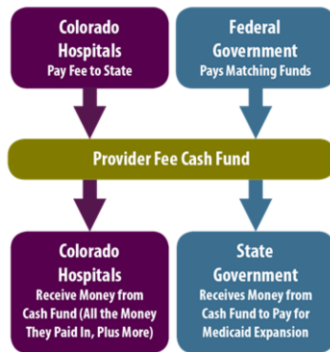 Colorado
Hospitals
Pay Fee to State
Federal
Government
Pays Matching Funds
Provider Fee Cash Fund
Colorado
Hospitals
Receive Money from
Cash Fund (All the Money
They Paid In, Plus More)
State
Government
Receives Money from
Cash Fund to Pay for
Medicaid Expansion